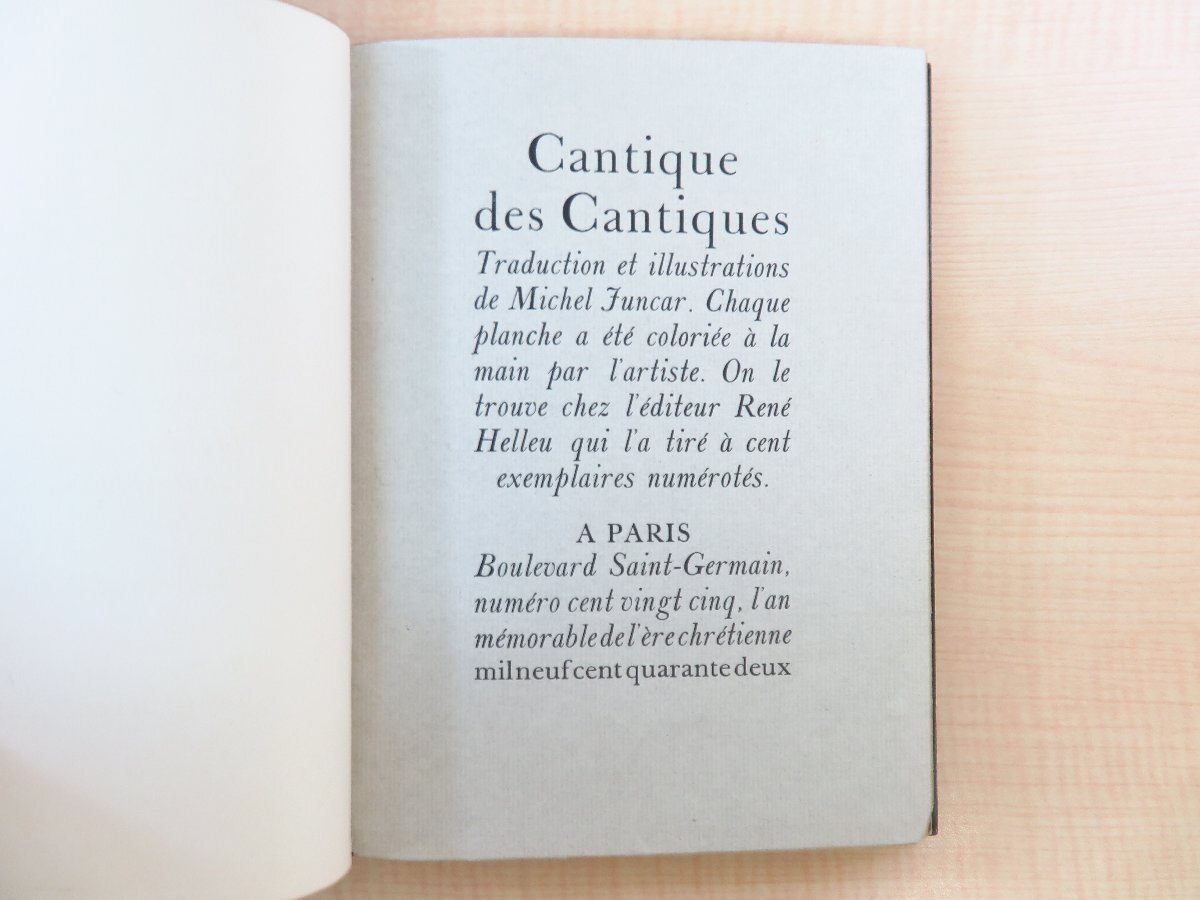 Cantique
des Cantiques
Traduction et illustrations
de Michel Juncar. Chaque
planche a été coloriée à la
main par l'artiste. On le
trouve chez l'éditeur René
Helleu qui l'a tiré à cent
exemplaires numérotés.
A PARIS
Boulevard Saint-Germain,
numéro cent vingt cinq, l'an
mémorable de l'ère chrétienne
mil neuf cent quarante deux